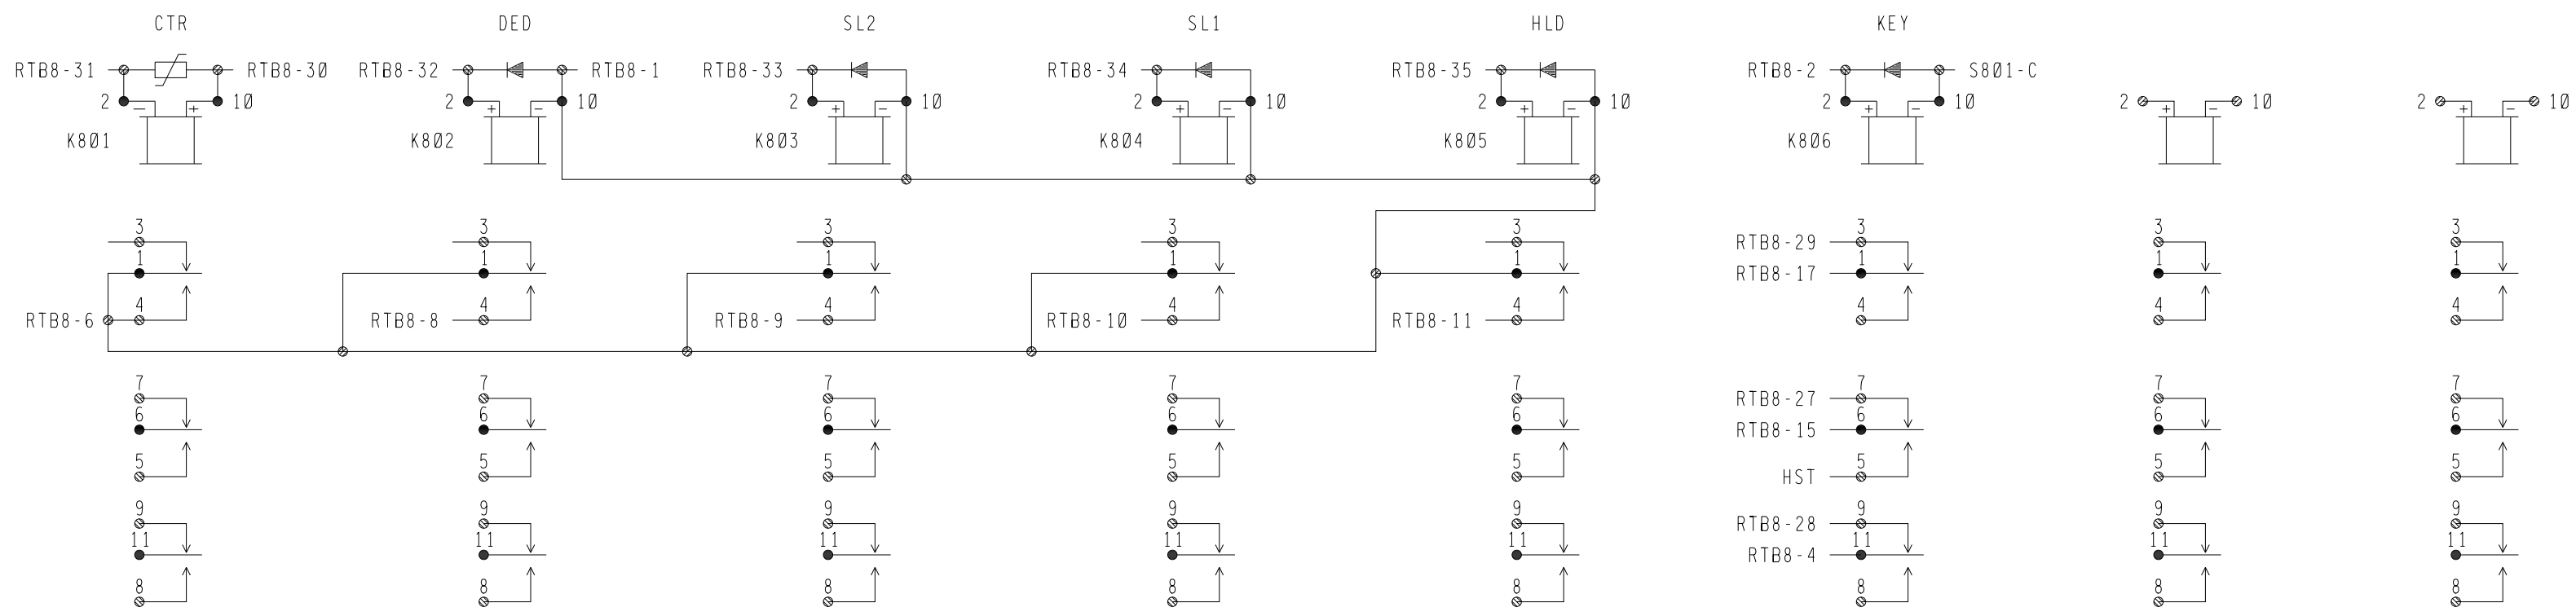 CTR DED SL2 SL1 HLD KEY
RTB8-31 RTB8-30 RTB8-32 RTB8-1 RTB8-33 RTB8-34 RTB8-35 RTB8-2 S801-C
2 10 2 10 2 10 2 10 2 10 2 10 2 10 2 10
- + + - + - + - + - + - + - + -
K801 K802 K803 K804 K805 K806
3 3 3 3 3 3 3 3
RTB8-29
1 1 1 1 1 1 1 1
RTB8-17
4 4 4 4 4 4 4 4
RTB8-6 RTB8-8 RTB8-9 RTB8-10 RTB8-11
7 7 7 7 7 7 7 7
RTB8-27
6 6 6 6 6 6 6 6
RTB8-15
5 5 5 5 5 5 5 5
HST
9 9 9 9 9 9 9 9
RTB8-28
11 11 11 11 11 11 11 11
RTB8-4
8 8 8 8 8 8 8 8